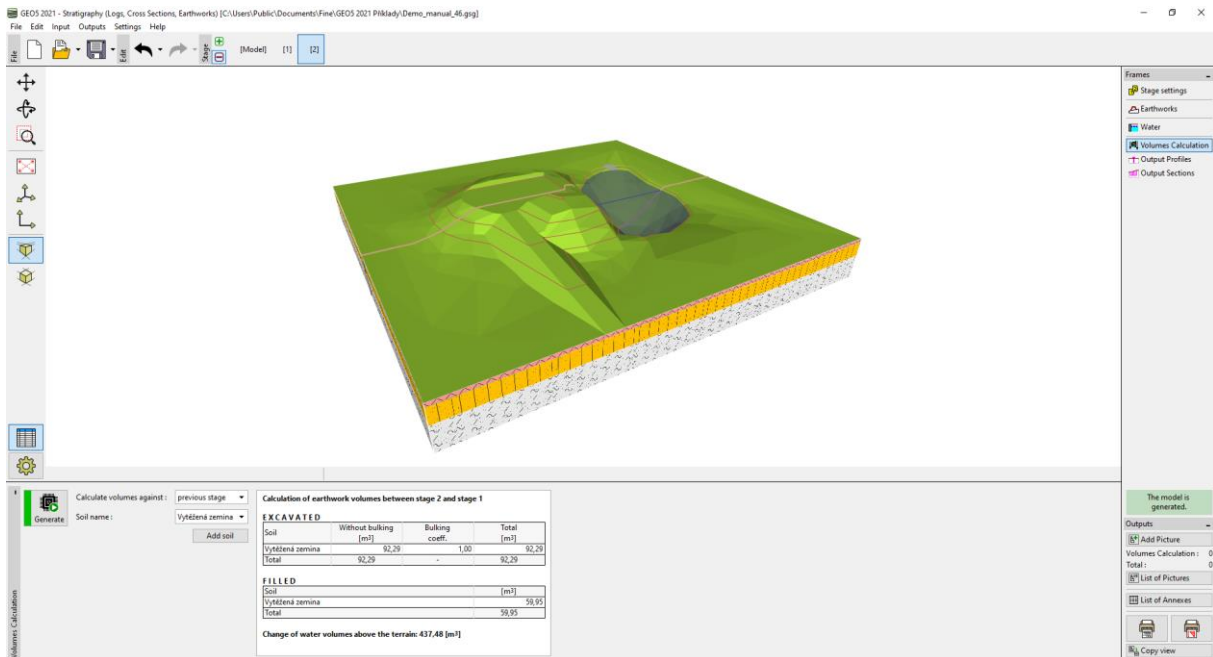 GEO5 2021 - Stratigraphy (Logs, Cross Sections, Earthworks) [C:\Users\Public\Documents\Fine\GEO5 2021 Příklady\Demo_manual_46.gsg]
File Edit Input Outputs Settings Help
File
Edit
Stage
[Model] [1] [2]
Frames
Stage settings
Earthworks
Water
Volumes Calculation
Output Profiles
Output Sections
Volumes Calculation
Generate
Calculate volumes against : previous stage
Soil name : Vytěžená zemina
Add soil
Calculation of earthwork volumes between stage 2 and stage 1
EXCAVATED
Soil Without bulking [m³] Bulking coeff. Total [m³]
Vytěžená zemina 92,29 1,00 92,29
Total 92,29 - 92,29
FILLED
Soil [m³]
Vytěžená zemina 59,95
Total 59,95
Change of water volumes above the terrain: 437,48 [m³]
The model is
generated.
Outputs
Add Picture
Volumes Calculation : 0
Total : 0
List of Pictures
List of Annexes
Copy view